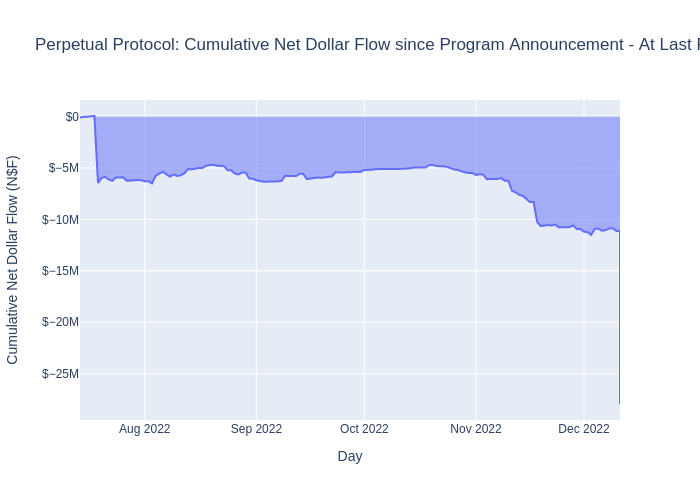 Perpetual Protocol: Cumulative Net Dollar Flow since Program Announcement - At Last
Cumulative Net Dollar Flow (N$F)
$0
$−5M
$−10M
$−15M
$−20M
$−25M
Aug 2022
Sep 2022
Oct 2022
Nov 2022
Dec 2022
Day